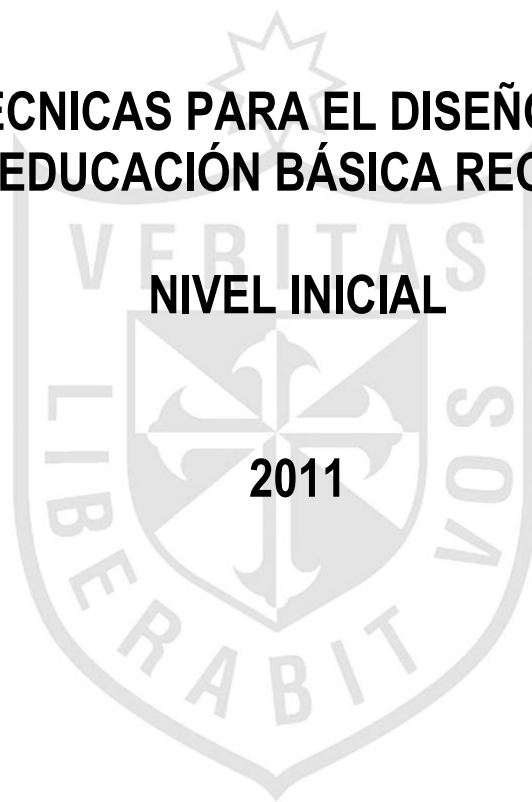 ECNICAS PARA EL DISEÑO
EDUCACIÓN BÁSICA REG
VERITAS
NIVEL INICIAL
LIBERABIT VOS
2011